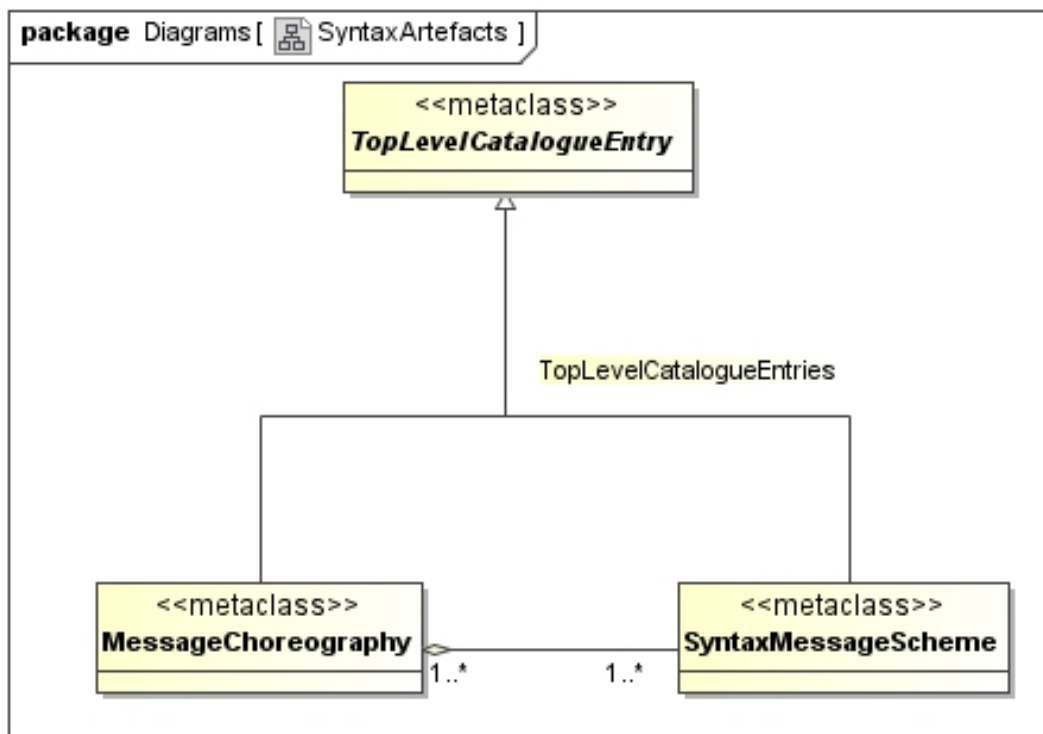 package Diagrams [ SyntaxArtefacts ]
<<metaclass>>
TopLevelCatalogueEntry
TopLevelCatalogueEntries
<<metaclass>>
MessageChoreography
<<metaclass>>
SyntaxMessageScheme
1..*
1..*